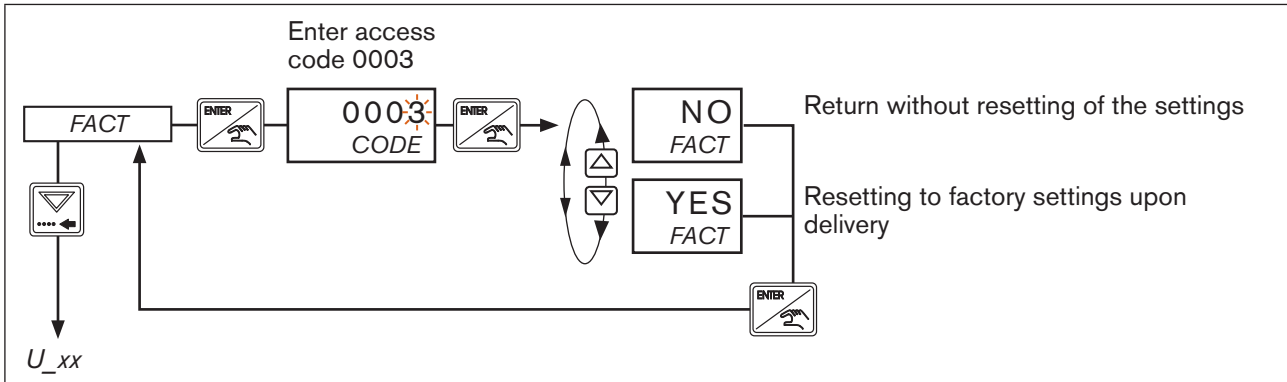 Enter access
code 0003
FACT
ENTER
0003
CODE
ENTER
NO
FACT
Return without resetting of the settings
YES
FACT
Resetting to factory settings upon
delivery
ENTER
U_xx